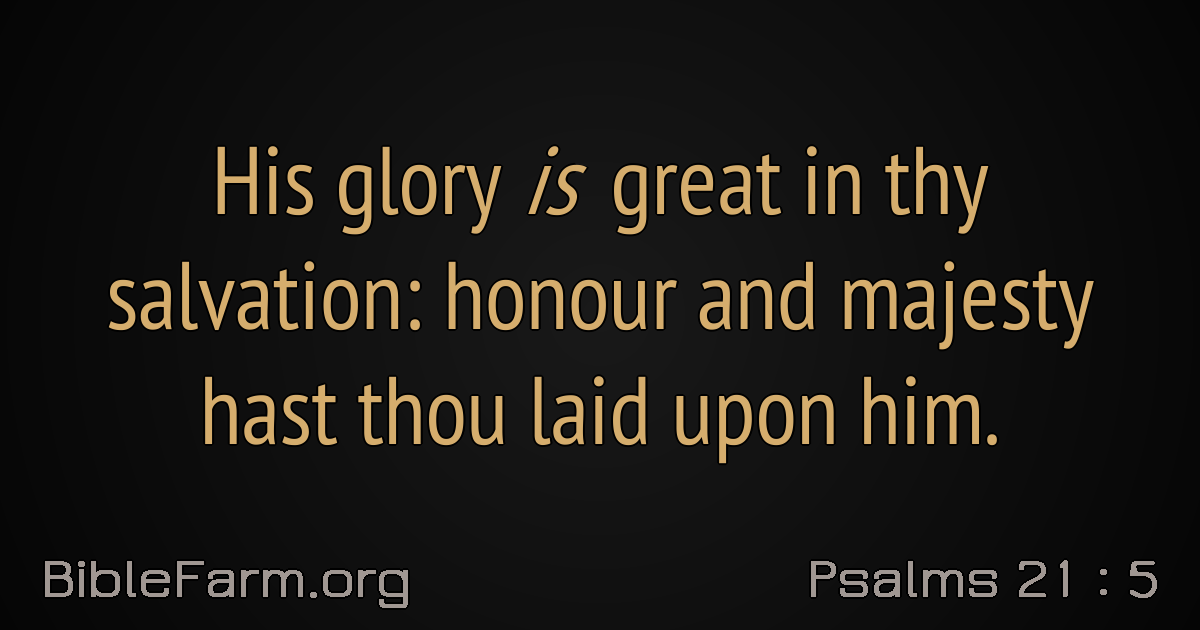 His glory is great in thy
salvation: honour and majesty
hast thou laid upon him.
BibleFarm.org
Psalms 21 : 5